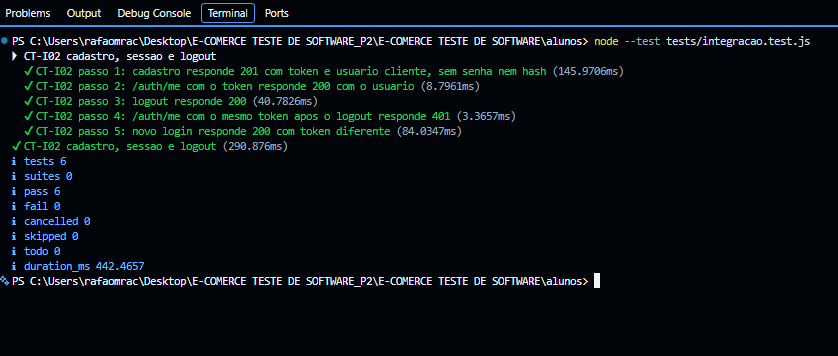 Problems Output Debug Console Terminal Ports
PS C:\Users\rafaomrac\Desktop\E-COMERCE TESTE DE SOFTWARE_P2\E-COMERCE TESTE DE SOFTWARE\alunos> node --test tests/integracao.test.js
▶ CT-I02 cadastro, sessao e logout
✓ CT-I02 passo 1: cadastro responde 201 com token e usuario cliente, sem senha nem hash (145.9706ms)
✓ CT-I02 passo 2: /auth/me com o token responde 200 com o usuario (8.7961ms)
✓ CT-I02 passo 3: logout responde 200 (40.7826ms)
✓ CT-I02 passo 4: /auth/me com o mesmo token apos o logout responde 401 (3.3657ms)
✓ CT-I02 passo 5: novo login responde 200 com token diferente (84.0347ms)
✓ CT-I02 cadastro, sessao e logout (290.876ms)
ℹ tests 6
ℹ suites 0
ℹ pass 6
ℹ fail 0
ℹ cancelled 0
ℹ skipped 0
ℹ todo 0
ℹ duration_ms 442.4657
PS C:\Users\rafaomrac\Desktop\E-COMERCE TESTE DE SOFTWARE_P2\E-COMERCE TESTE DE SOFTWARE\alunos>